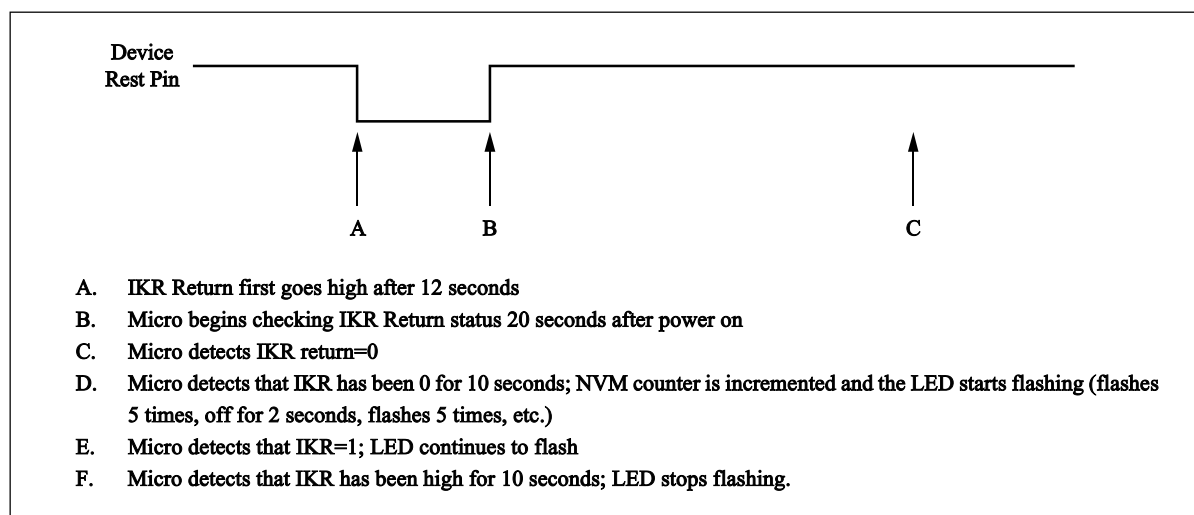 Device
Rest Pin
A
B
C
A. IKR Return first goes high after 12 seconds
B. Micro begins checking IKR Return status 20 seconds after power on
C. Micro detects IKR return=0
D. Micro detects that IKR has been 0 for 10 seconds; NVM counter is incremented and the LED starts flashing (flashes
5 times, off for 2 seconds, flashes 5 times, etc.)
E. Micro detects that IKR=1; LED continues to flash
F. Micro detects that IKR has been high for 10 seconds; LED stops flashing.